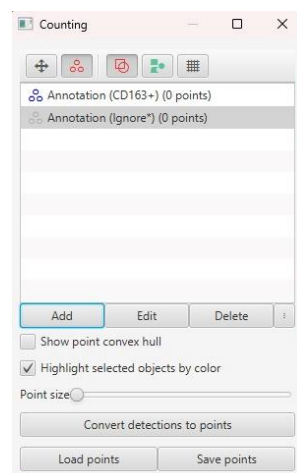 Counting
Annotation (CD163+) (0 points)
Annotation (Ignore*) (0 points)
Add Edit Delete
Show point convex hull
Highlight selected objects by color
Point size
Convert detections to points
Load points Save points